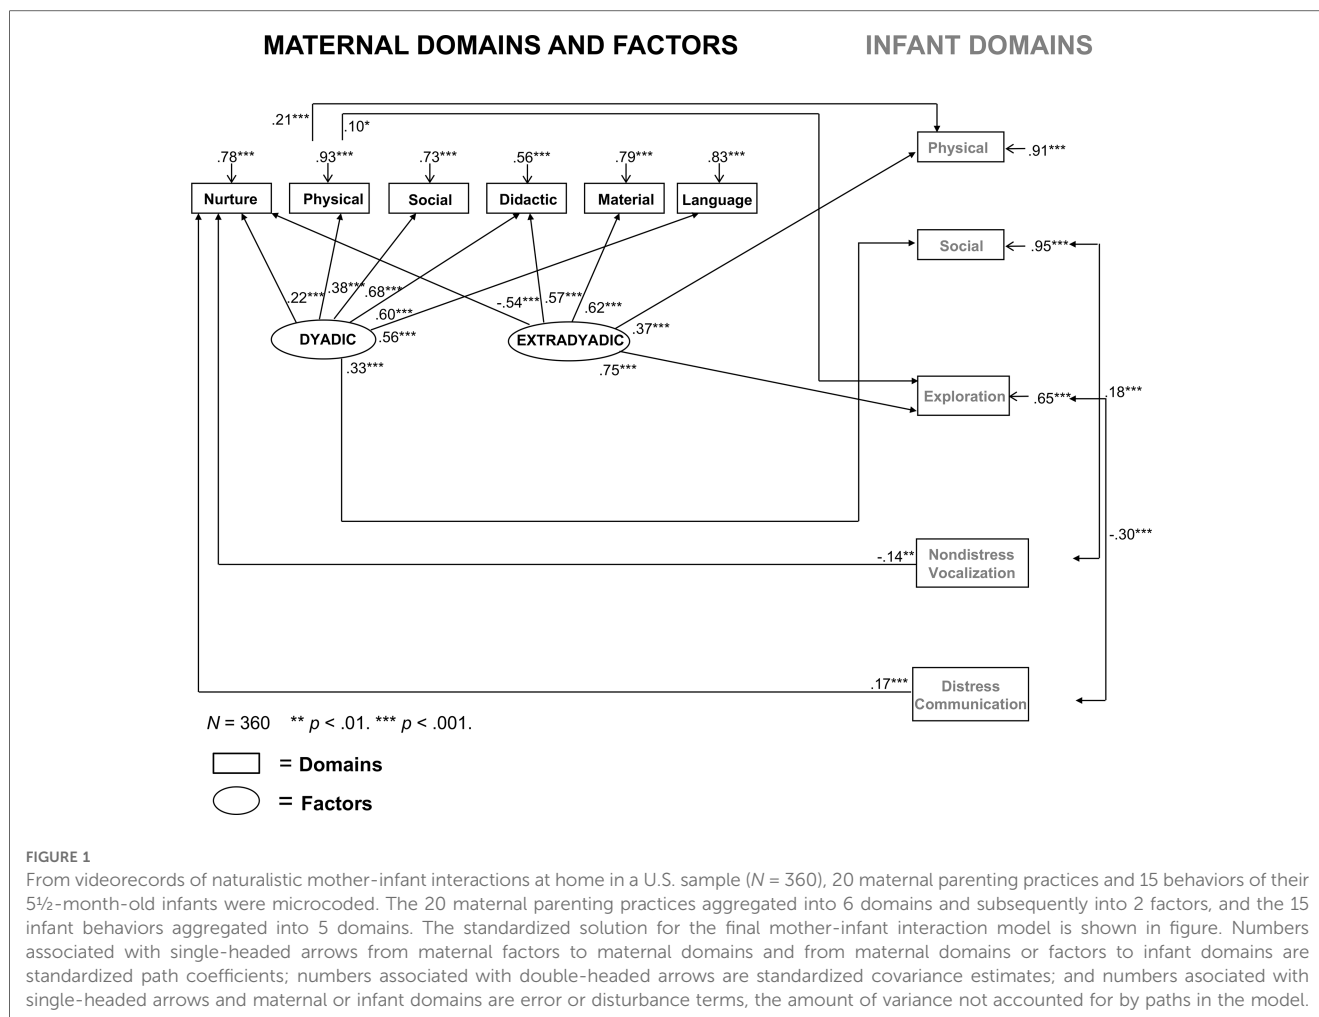 MATERNAL DOMAINS AND FACTORS INFANT DOMAINS
.21***
.10*
.78*** .93*** .73*** .56*** .79*** .83***
Physical .91***
Nurture Physical Social Didactic Material Language
Social .95***
.22*** .38*** .68*** .60*** .56*** -.54*** .57*** .62*** .37***
DYADIC EXTRADYADIC
.33*** .75***
Exploration .65*** .18***
-.30***
-.14** Nondistress
Vocalization
.17*** Distress
Communication
N = 360 ** p < .01. *** p < .001.
= Domains
= Factors
FIGURE 1
From videorecords of naturalistic mother-infant interactions at home in a U.S. sample (N = 360), 20 maternal parenting practices and 15 behaviors of their
5½-month-old infants were microcoded. The 20 maternal parenting practices aggregated into 6 domains and subsequently into 2 factors, and the 15
infant behaviors aggregated into 5 domains. The standardized solution for the final mother-infant interaction model is shown in figure. Numbers
associated with single-headed arrows from maternal factors to maternal domains and from maternal domains or factors to infant domains are
standardized path coefficients; numbers associated with double-headed arrows are standardized covariance estimates; and numbers asociated with
single-headed arrows and maternal or infant domains are error or disturbance terms, the amount of variance not accounted for by paths in the model.